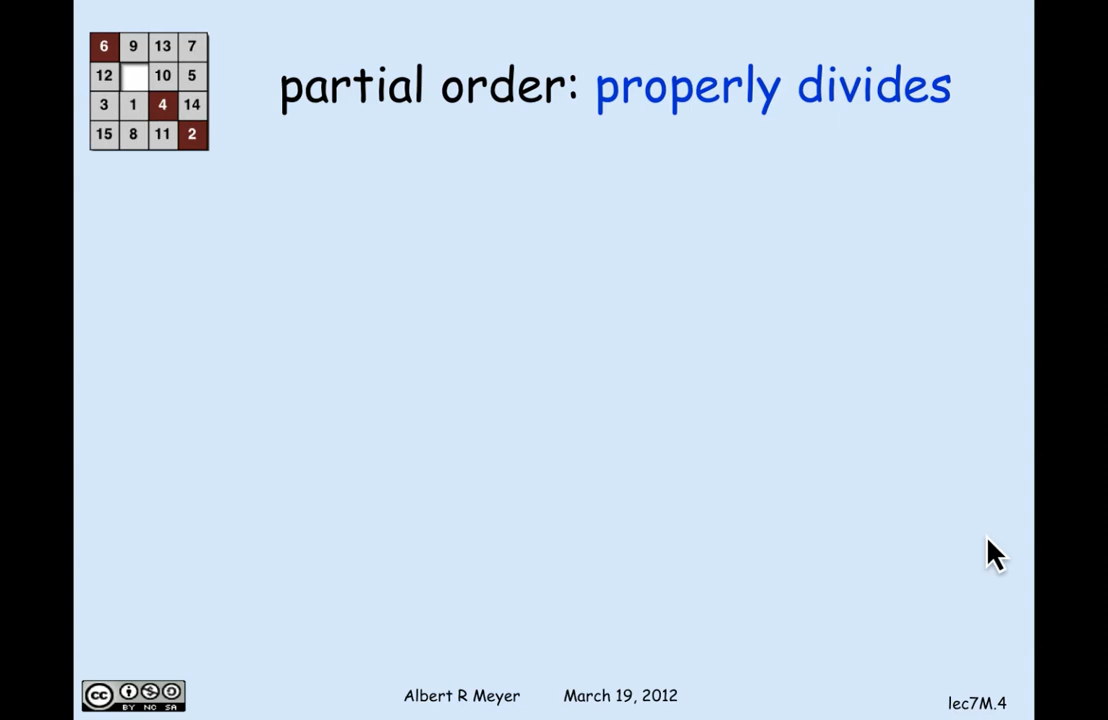 6 9 13 7
12 10 5
3 1 4 14
15 8 11 2
partial order: properly divides
cc BY NC SA
Albert R Meyer March 19, 2012
lec7M.4